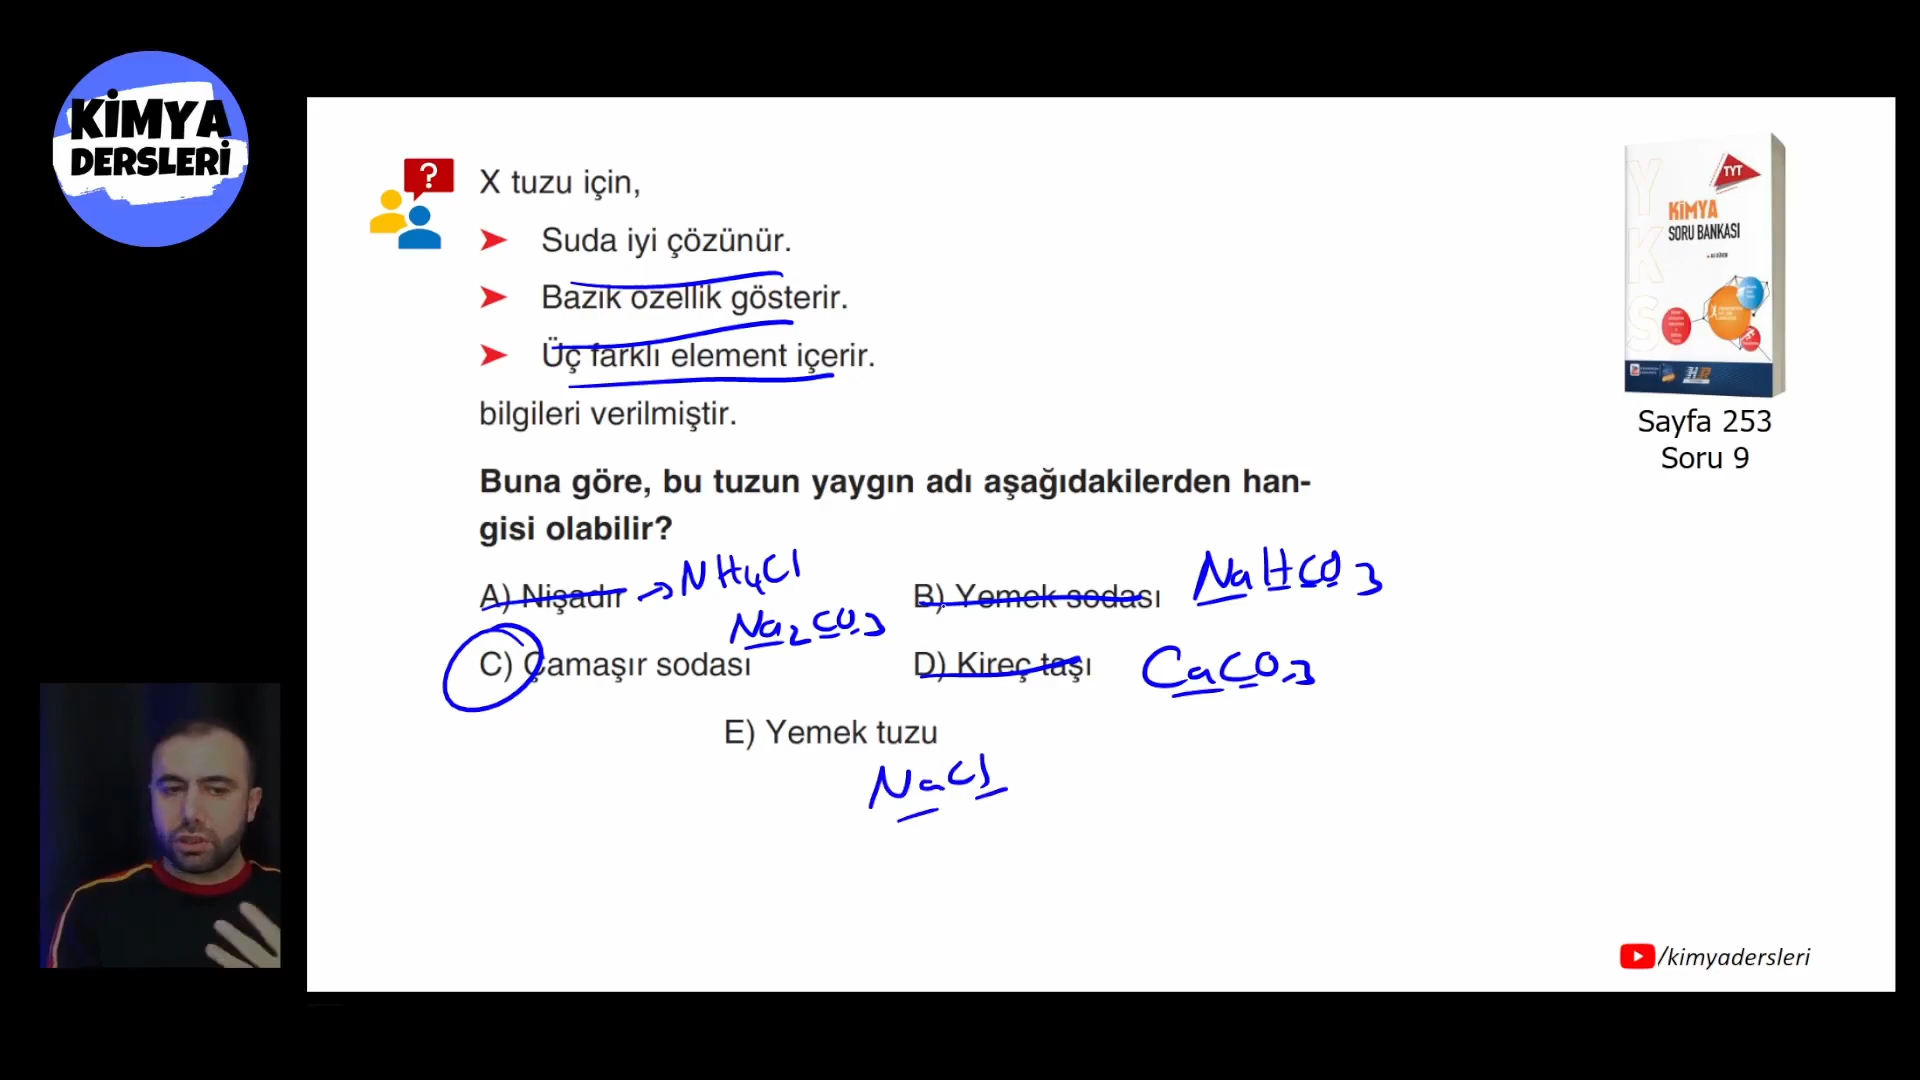 KİMYA
DERSLERİ
X tuzu için,
➤ Suda iyi çözünür.
➤ Bazik özellik gösterir.
➤ Üç farklı element içerir.
bilgileri verilmiştir.
Buna göre, bu tuzun yaygın adı aşağıdakilerden han-
gisi olabilir?
A) Nişadır → NH4Cl
B) Yemek sodası NaHCO3
C) Çamaşır sodası Na2CO3
D) Kireç taşı CaCO3
E) Yemek tuzu
NaCl
?
YKS
TYT
KİMYA
SORU BANKASI
Sayfa 253
Soru 9
/kimyadersleri